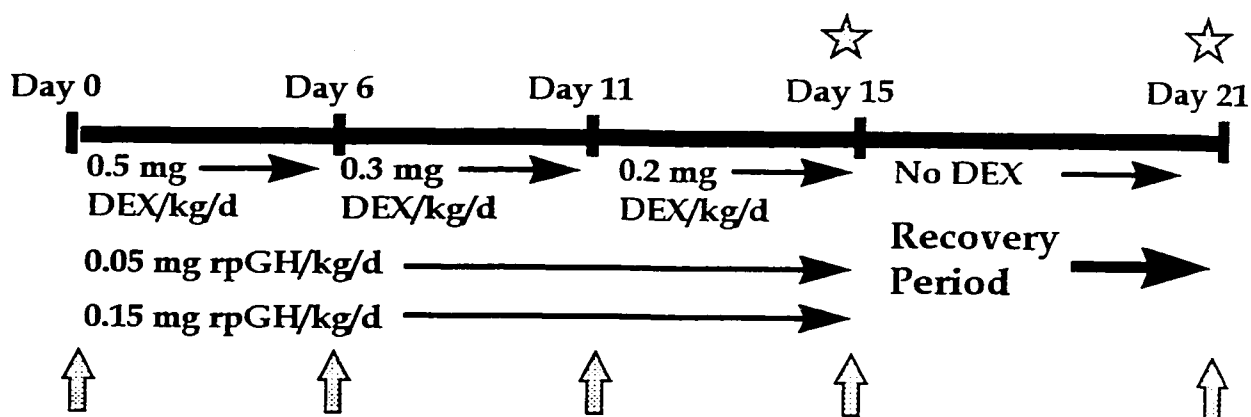 Day 0
Day 6
Day 11
Day 15
Day 21
0.5 mg
DEX/kg/d
0.3 mg
DEX/kg/d
0.2 mg
DEX/kg/d
No DEX
0.05 mg rpGH/kg/d
0.15 mg rpGH/kg/d
Recovery
Period